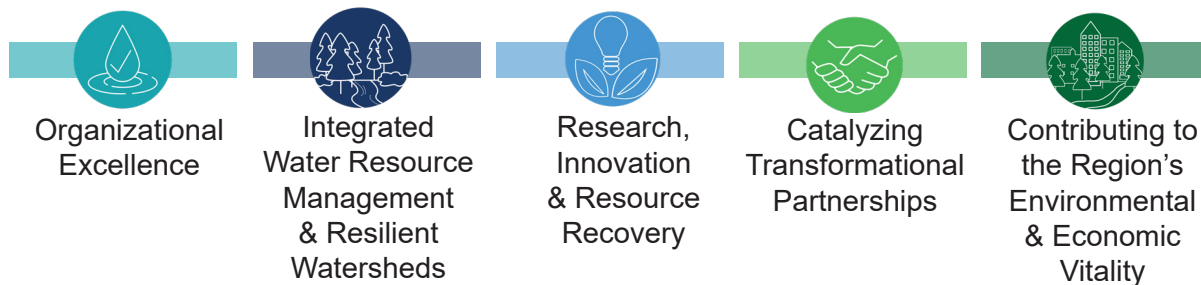 Organizational
Excellence
Integrated
Water Resource
Management
& Resilient
Watersheds
Research,
Innovation
& Resource
Recovery
Catalyzing
Transformational
Partnerships
Contributing to
the Region’s
Environmental
& Economic
Vitality